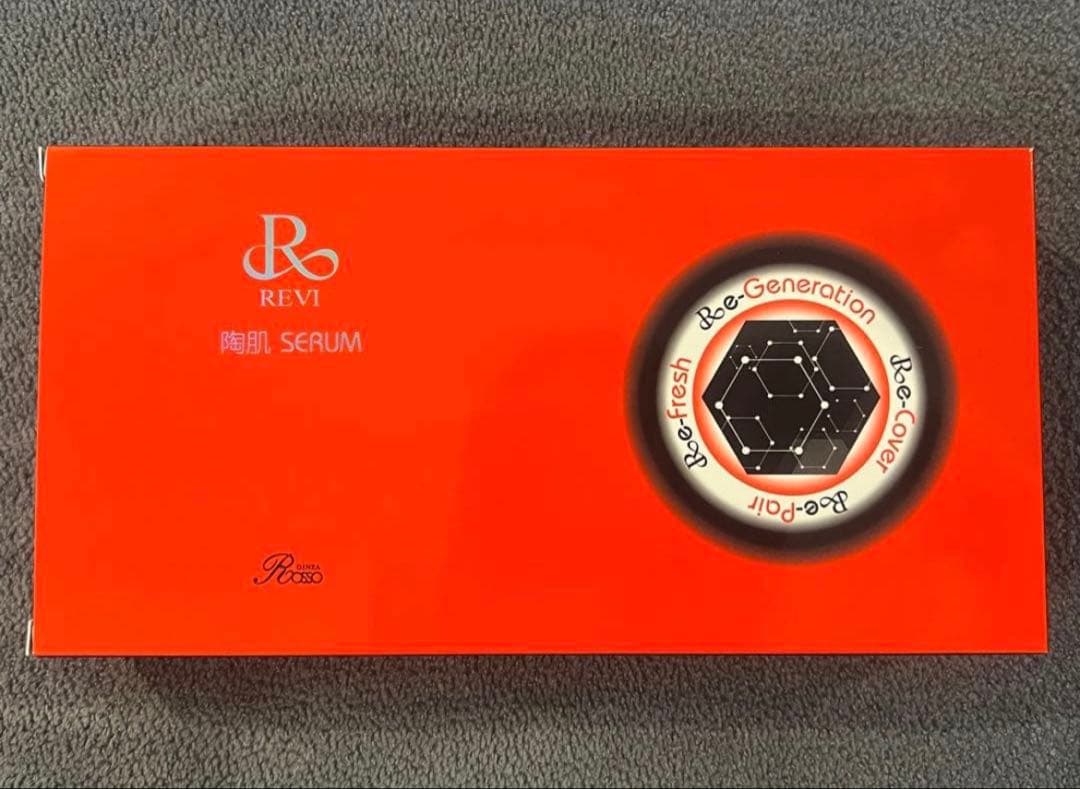 R
REVI
陶肌 SERUM
Re-Generation
Re-Cover
Re-Pair
Re-Fresh
GINZA
Rosso